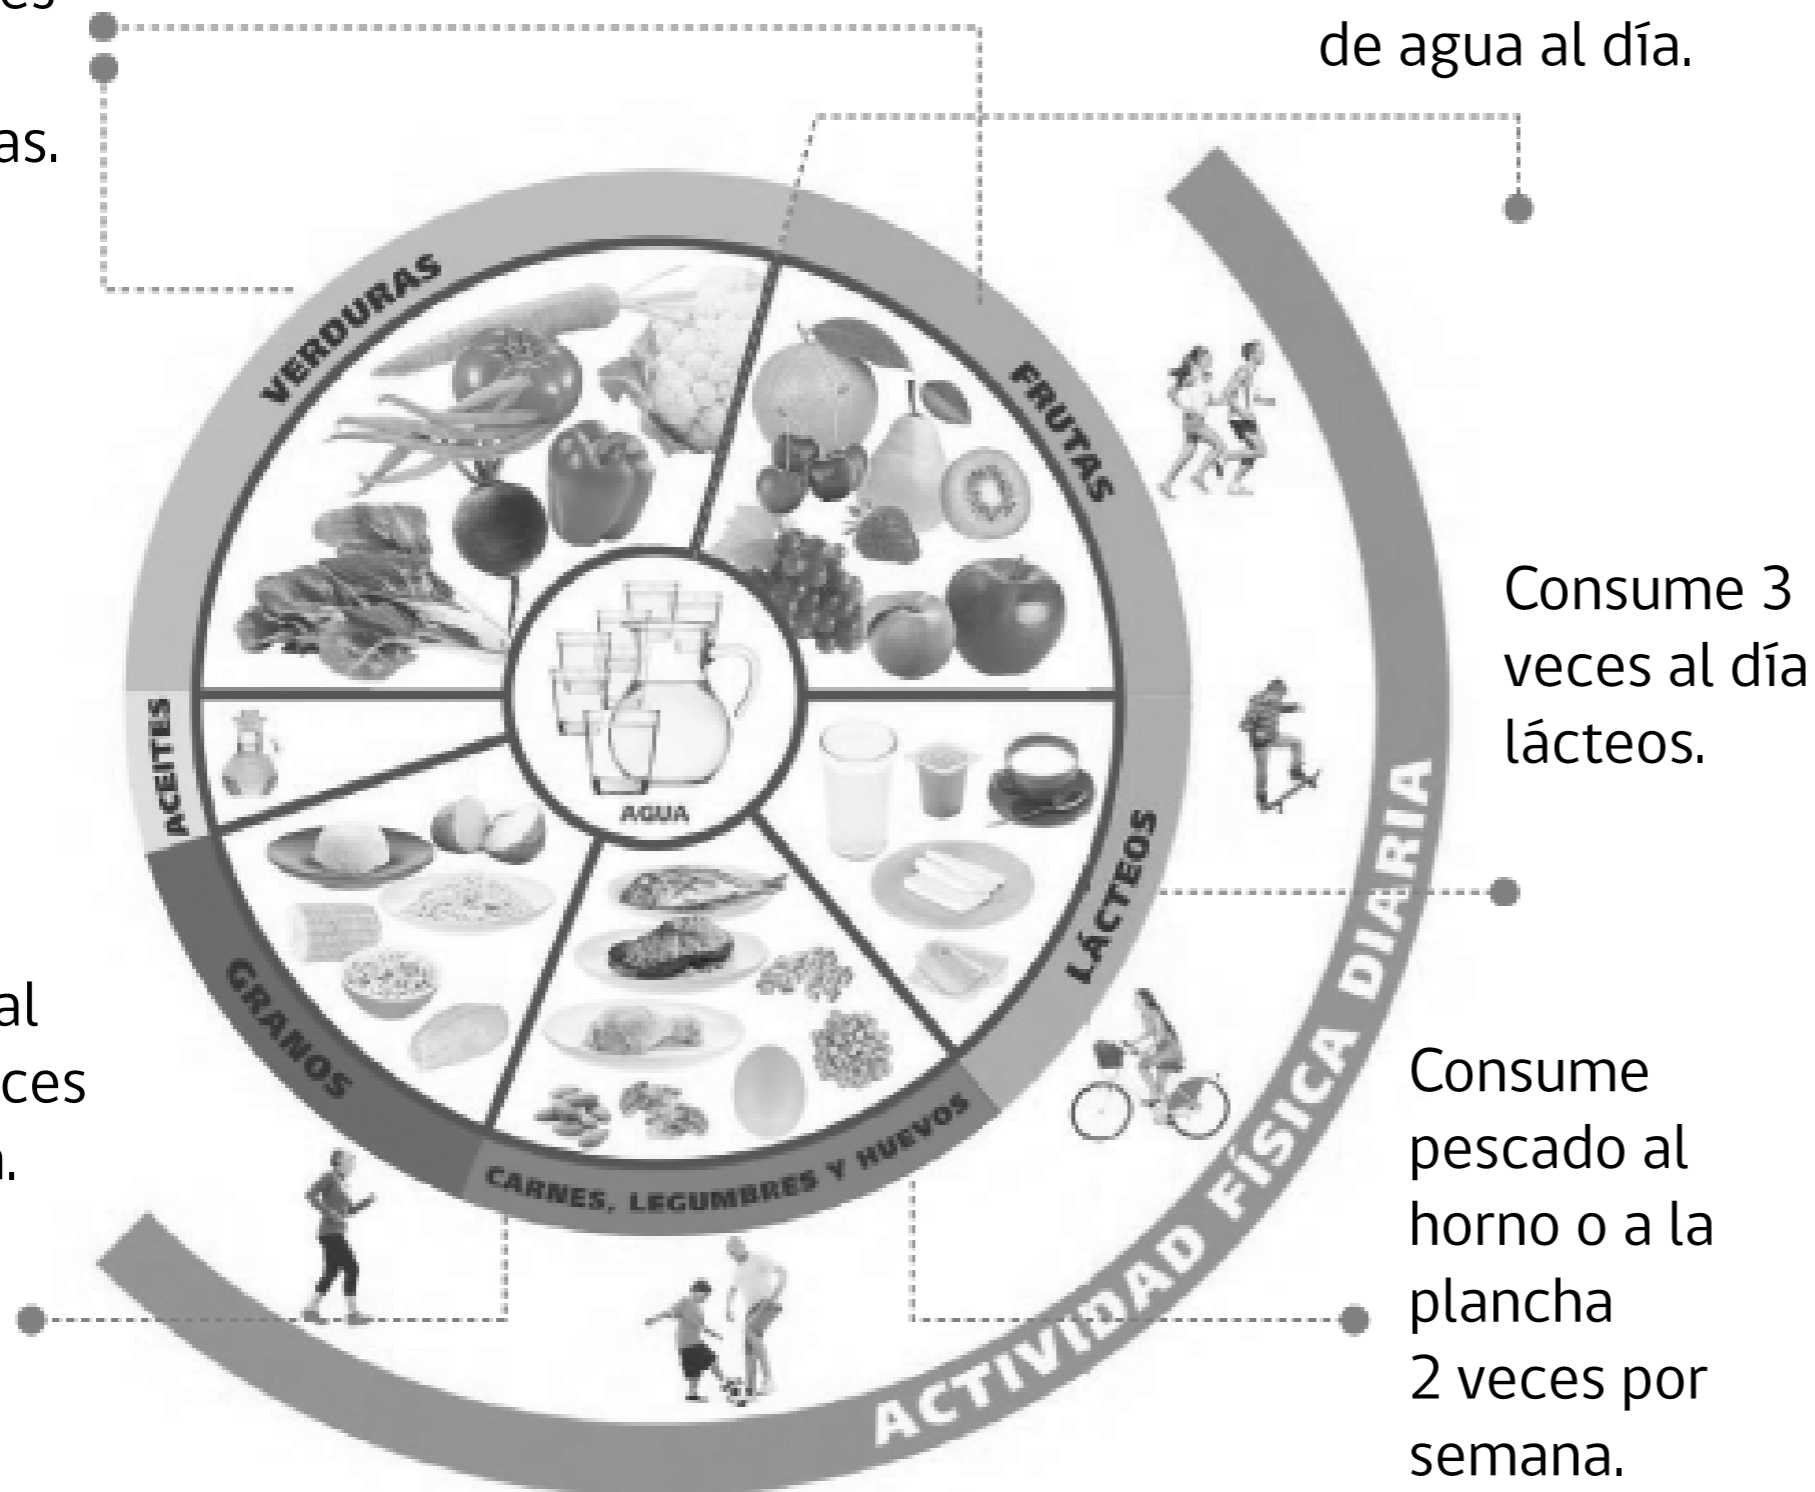 es
as.
de agua al día.
VERDURAS
FRUTAS
ACEITES
AGUA
LÁCTEOS
GRANOS
CARNES, LEGUMBRES Y HUEVOS
ACTIVIDAD FÍSICA DIARIA
Consume 3
veces al día
lácteos.
al
ces
Consume
pescado al
horno o a la
plancha
2 veces por
semana.